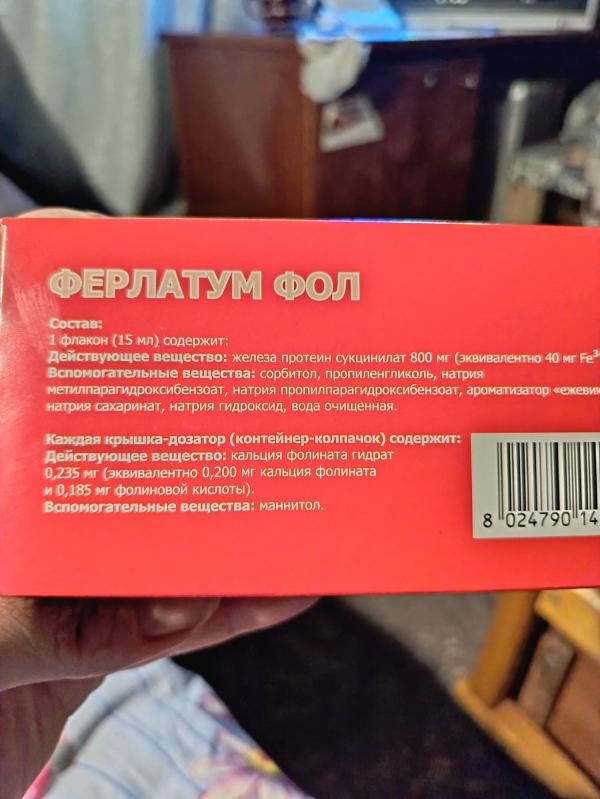 ФЕРЛАТУМ ФОЛ
Состав:
1 флакон (15 мл) содержит:
Действующее вещество: железа протеин сукцинилат 800 мг (эквивалентно 40 мг Fe³
Вспомогательные вещества: сорбитол, пропиленгликоль, натрия
метилпарагидроксибензоат, натрия пропилпарагидроксибензоат, ароматизатор «ежеви
натрия сахаринат, натрия гидроксид, вода очищенная.
Каждая крышка-дозатор (контейнер-колпачок) содержит:
Действующее вещество: кальция фолината гидрат
0,235 мг (эквивалентно 0,200 мг кальция фолината
и 0,185 мг фолиновой кислоты).
Вспомогательные вещества: маннитол.
8 024790 14